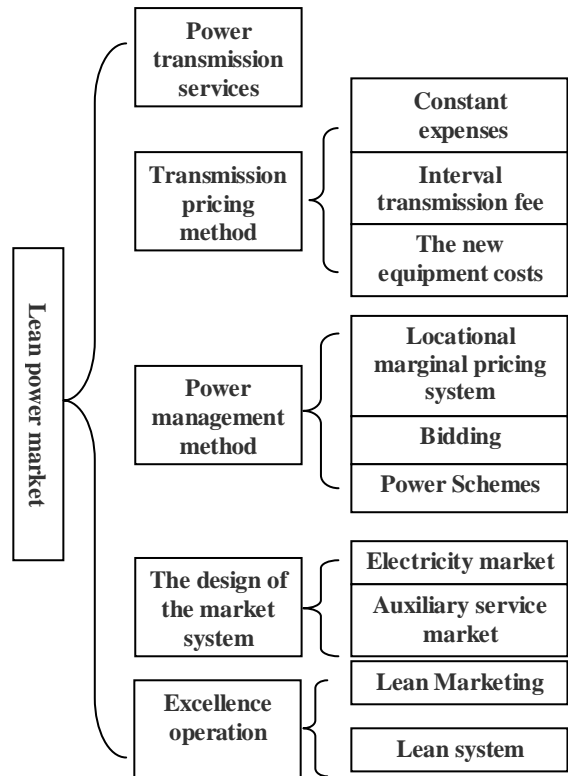 Lean power market
Power
transmission
services
Transmission
pricing
method
Constant
expenses
Interval
transmission fee
The new
equipment costs
Power
management
method
Locational
marginal pricing
system
Bidding
Power Schemes
The design of
the market
system
Electricity market
Auxiliary service
market
Excellence
operation
Lean Marketing
Lean system